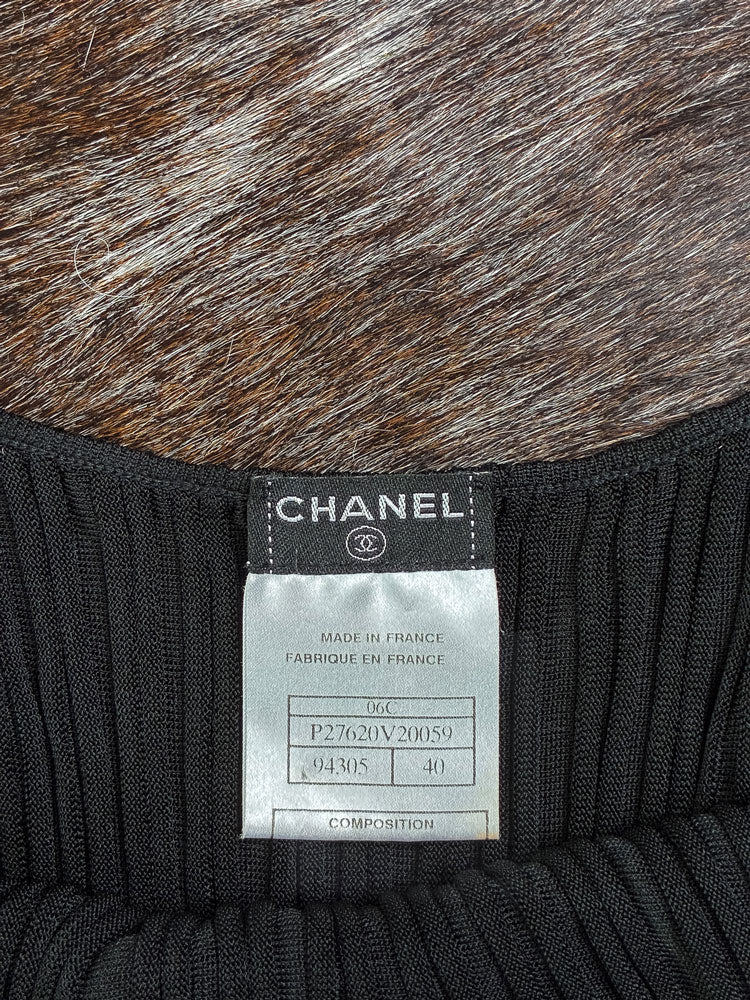 CHANEL
MADE IN FRANCE
FABRIQUE EN FRANCE
06C
P27620V20059
94305 40
COMPOSITION